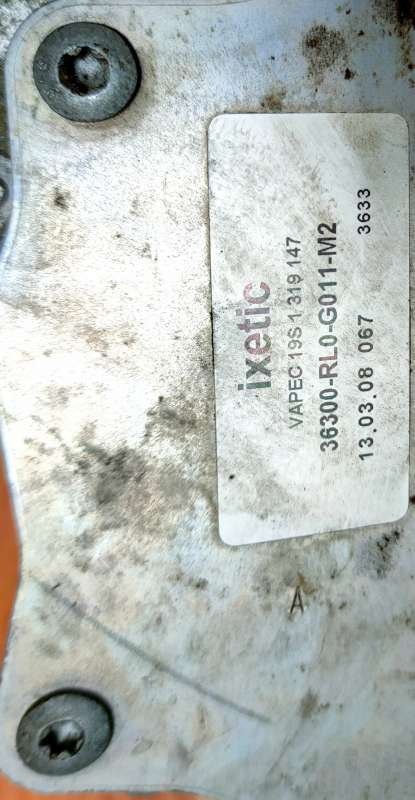 ixetic
VAPEC 19S 1 319 147
36300-RL0-G011-M2
13.03.08 067 3633
A